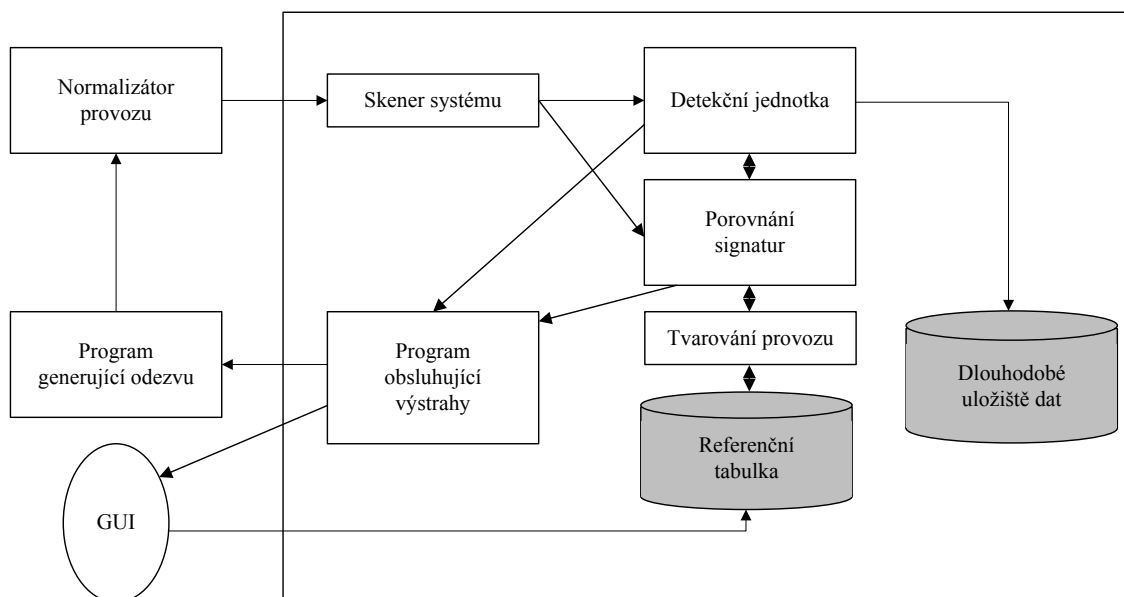 Normalizátor
provozu
Skener systému
Detekční jednotka
Porovnání
signatur
Program
generující odezvu
Program
obsluhující
výstrahy
Tvarování provozu
Dlouhodobé
uložiště dat
Referenční
tabulka
GUI